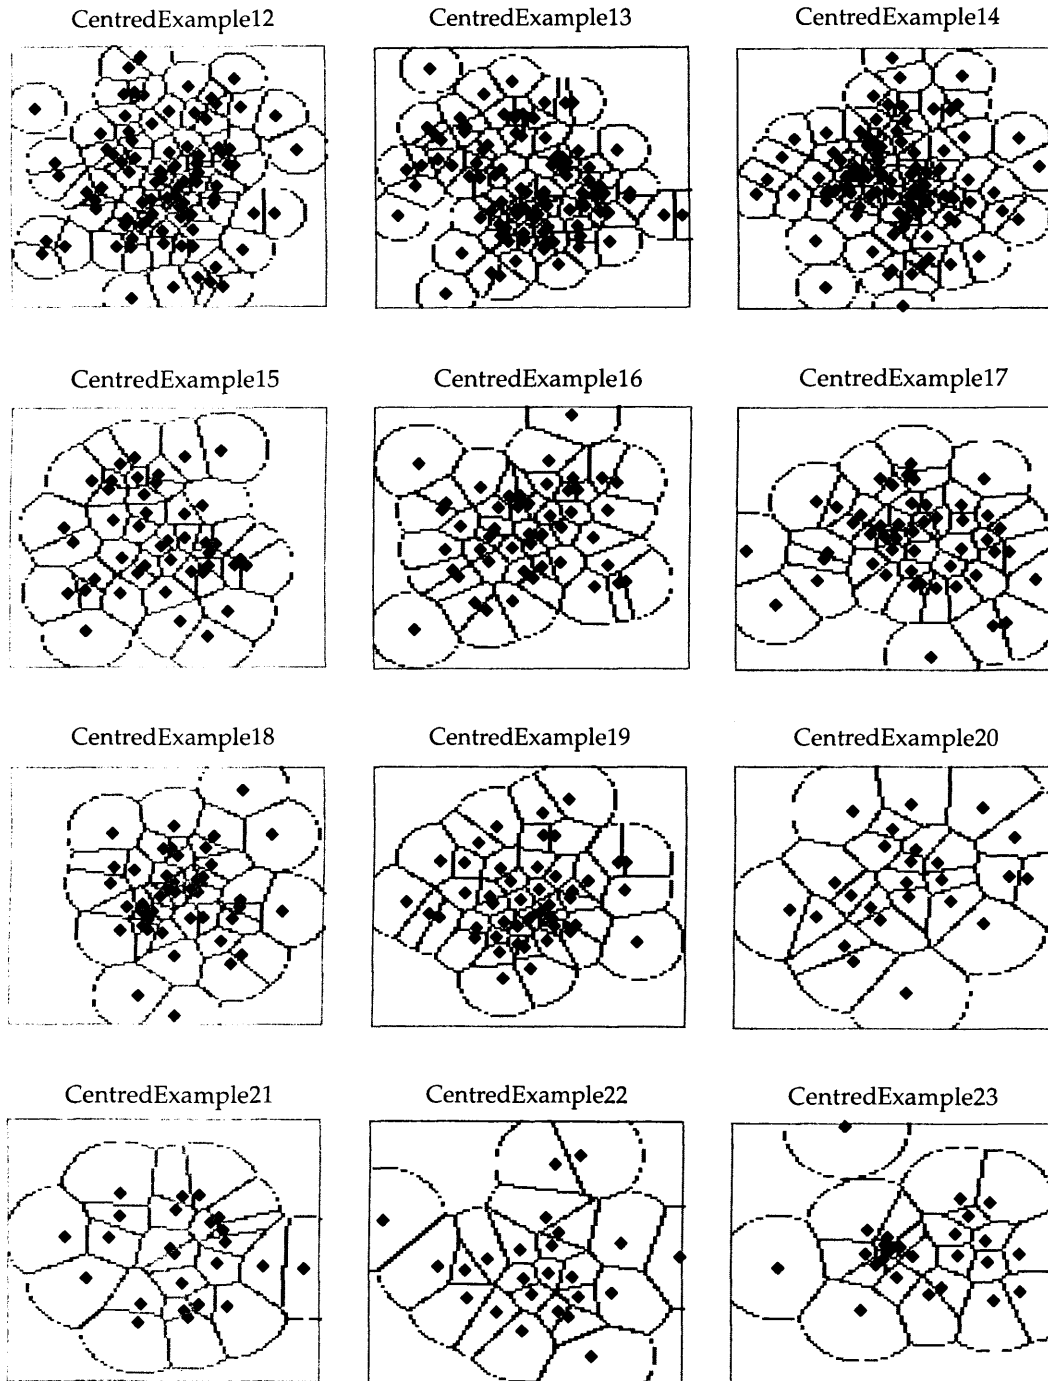 CentredExample12
CentredExample13
CentredExample14
CentredExample15
CentredExample16
CentredExample17
CentredExample18
CentredExample19
CentredExample20
CentredExample21
CentredExample22
CentredExample23